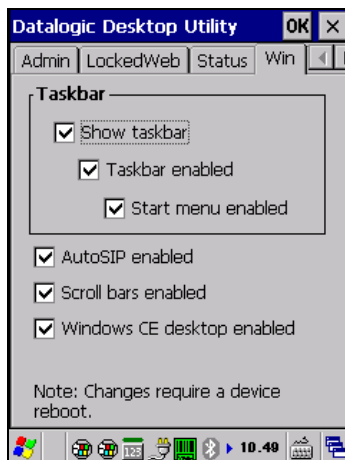 Datalogic Desktop Utility OK
Admin LockedWeb Status Win
Taskbar
Show taskbar
Taskbar enabled
Start menu enabled
AutoSIP enabled
Scroll bars enabled
Windows CE desktop enabled
Note: Changes require a device
reboot.
123 10.49